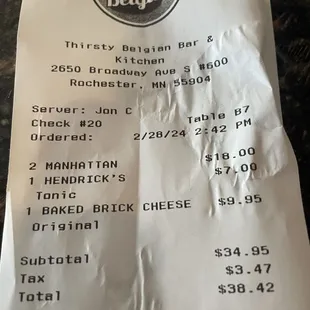 Belgi
Thirsty Belgian Bar &
Kitchen
2650 Broadway Ave S #600
Rochester, MN 55904
Server: Jon C
Check #20 Table B7
Ordered: 2/28/24 2:42 PM
2 MANHATTAN $18.00
1 HENDRICK'S $7.00
Tonic
1 BAKED BRICK CHEESE $9.95
Original
Subtotal $34.95
Tax $3.47
Total $38.42